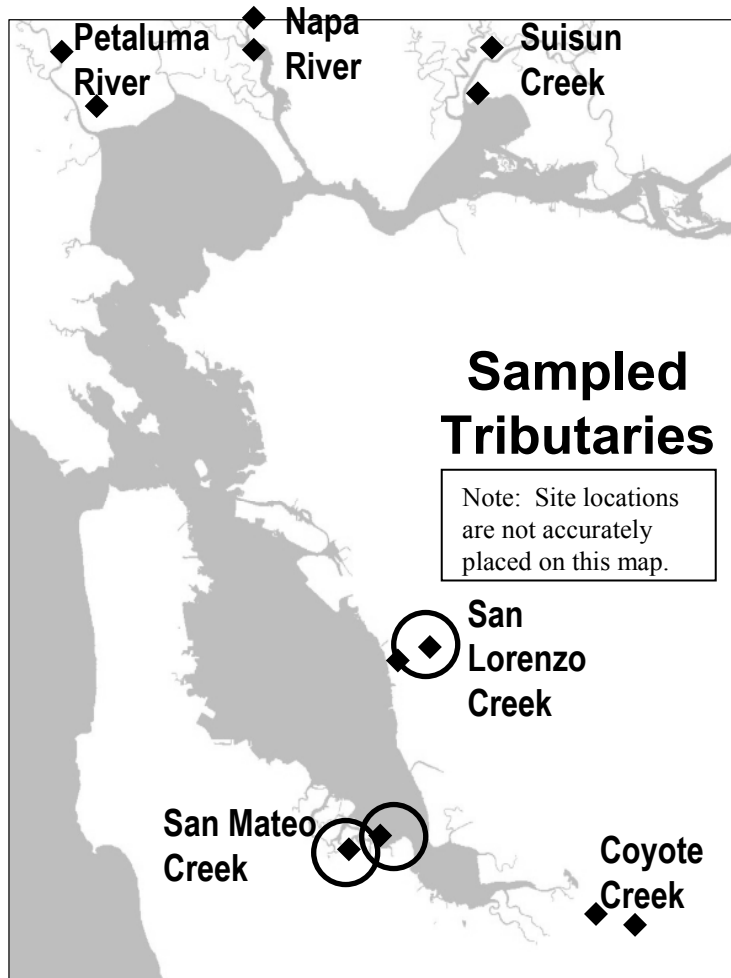 Petaluma
River
Napa
River
Suisun
Creek
Sampled
Tributaries
Note: Site locations
are not accurately
placed on this map.
San
Lorenzo
Creek
San Mateo
Creek
Coyote
Creek